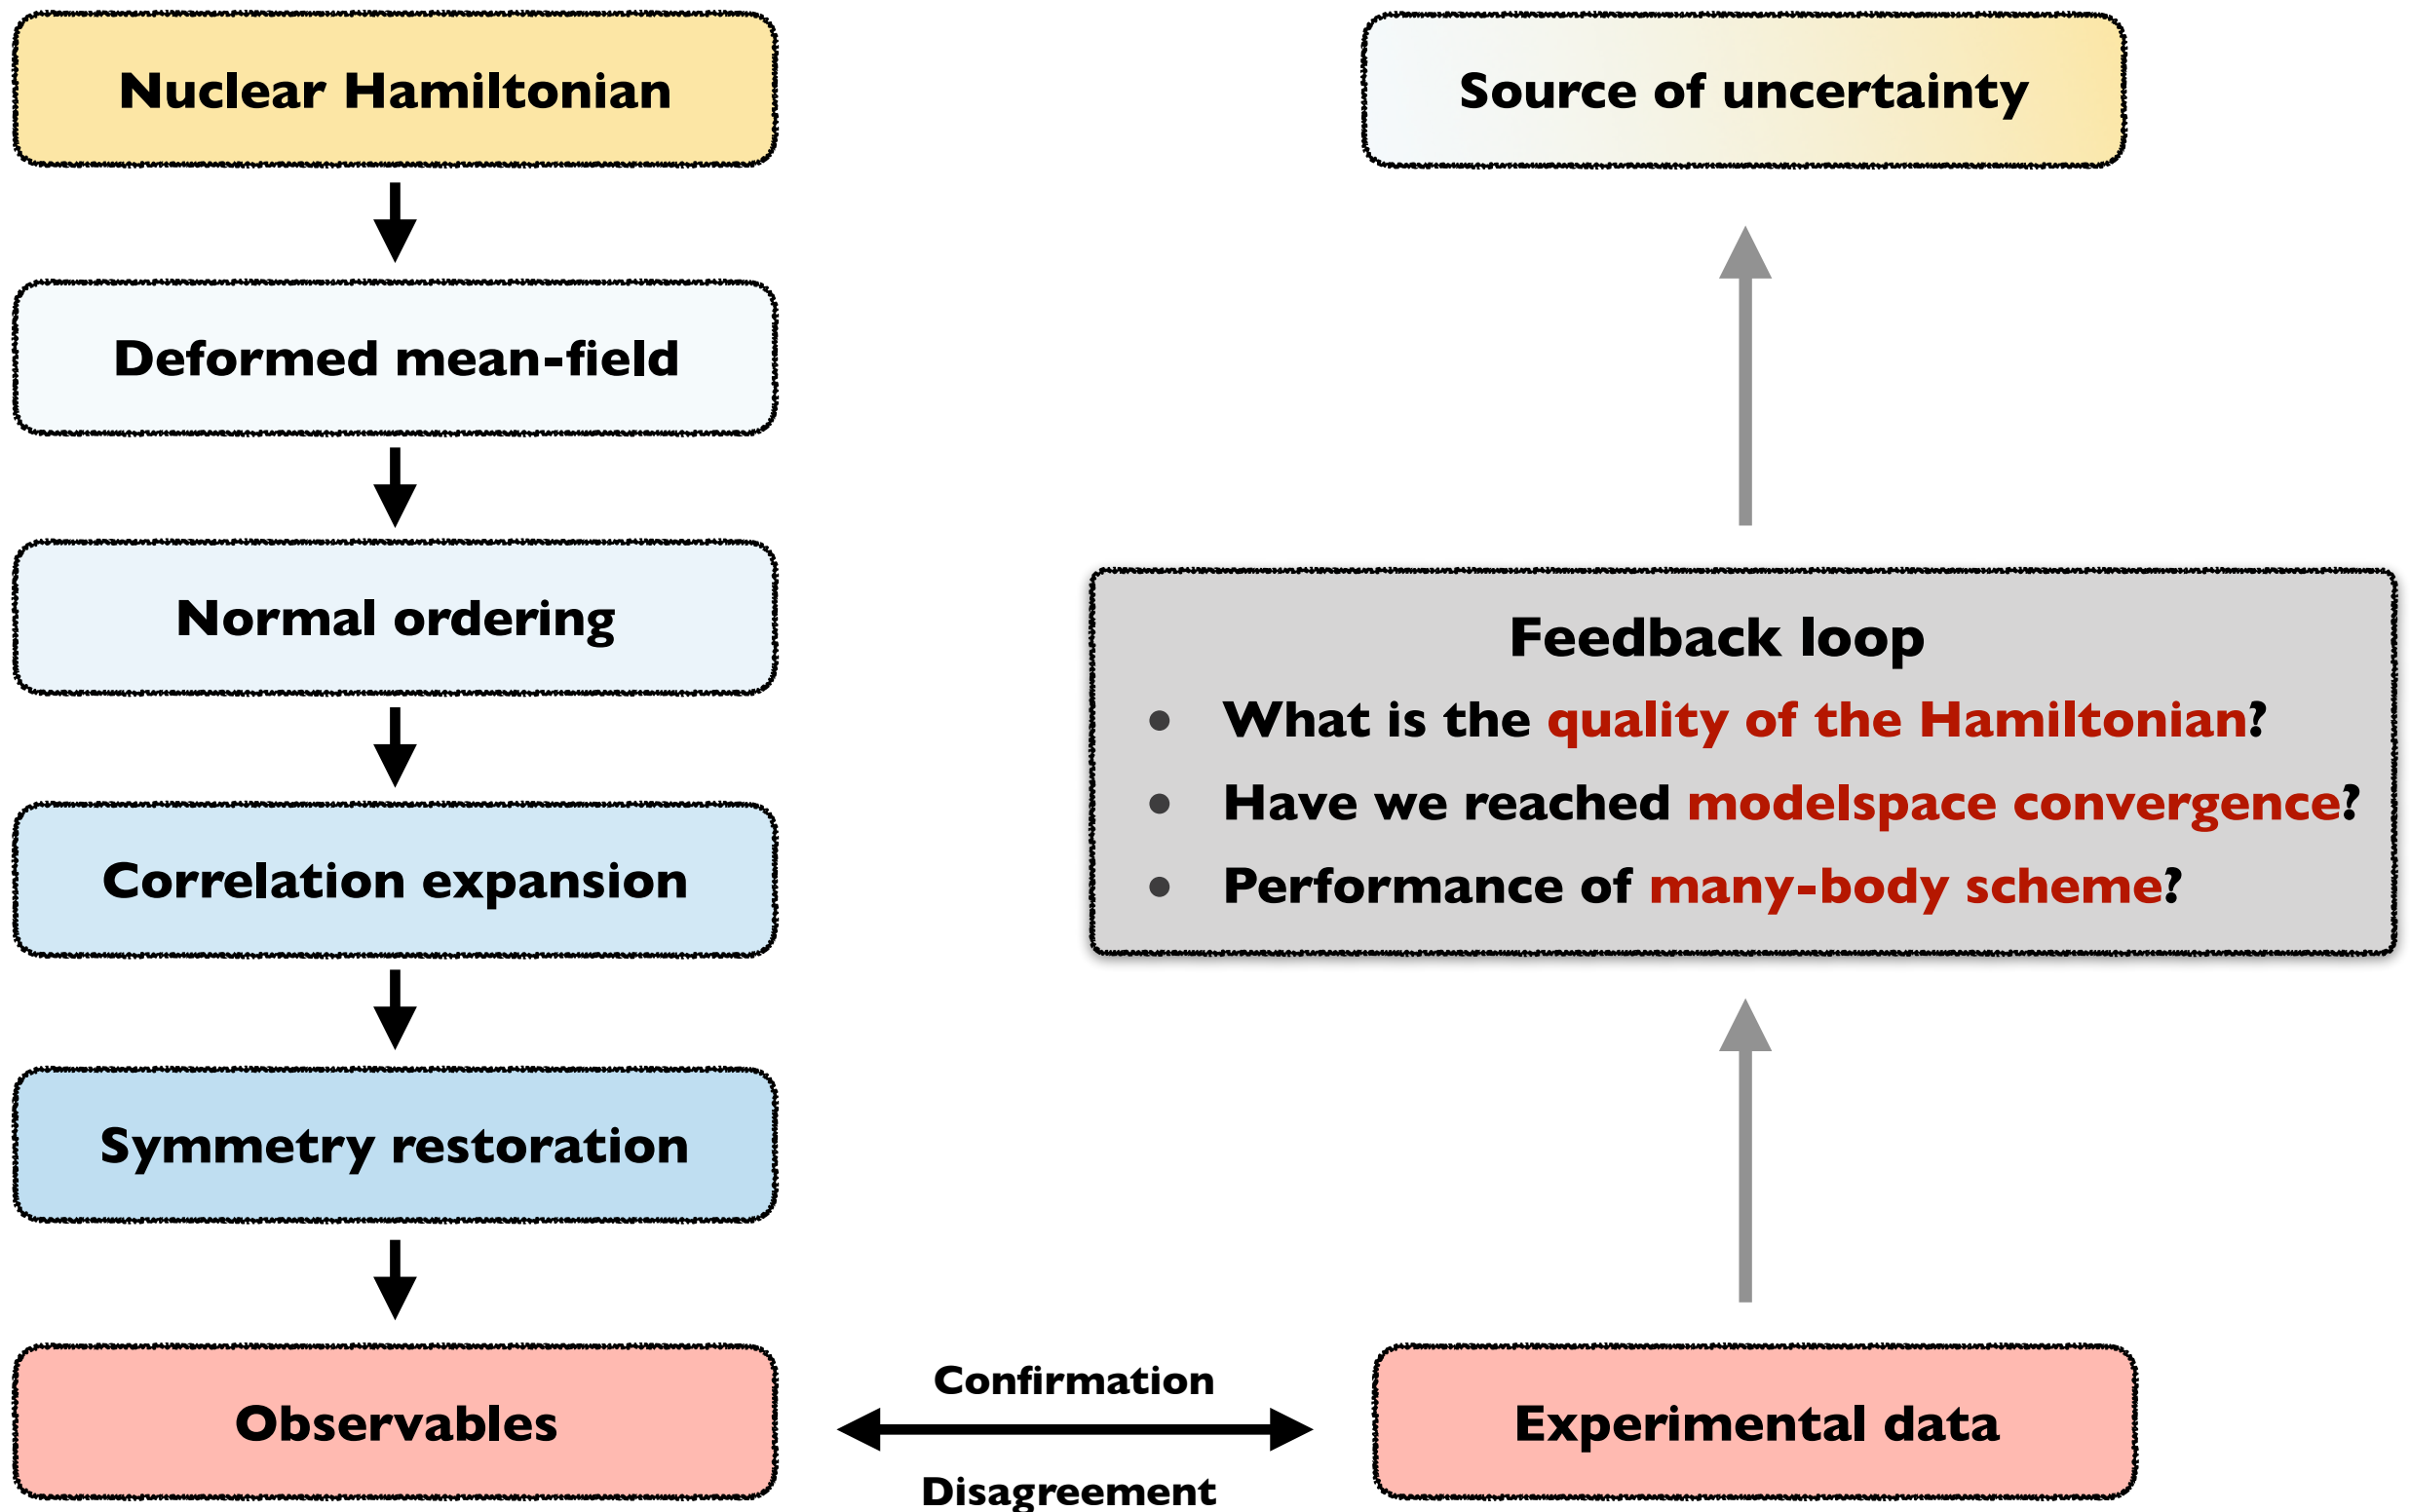 Nuclear Hamiltonian
Deformed mean-field
Normal ordering
Correlation expansion
Symmetry restoration
Observables
Confirmation
Disagreement
Experimental data
Feedback loop
• What is the quality of the Hamiltonian?
• Have we reached modelspace convergence?
• Performance of many-body scheme?
Source of uncertainty